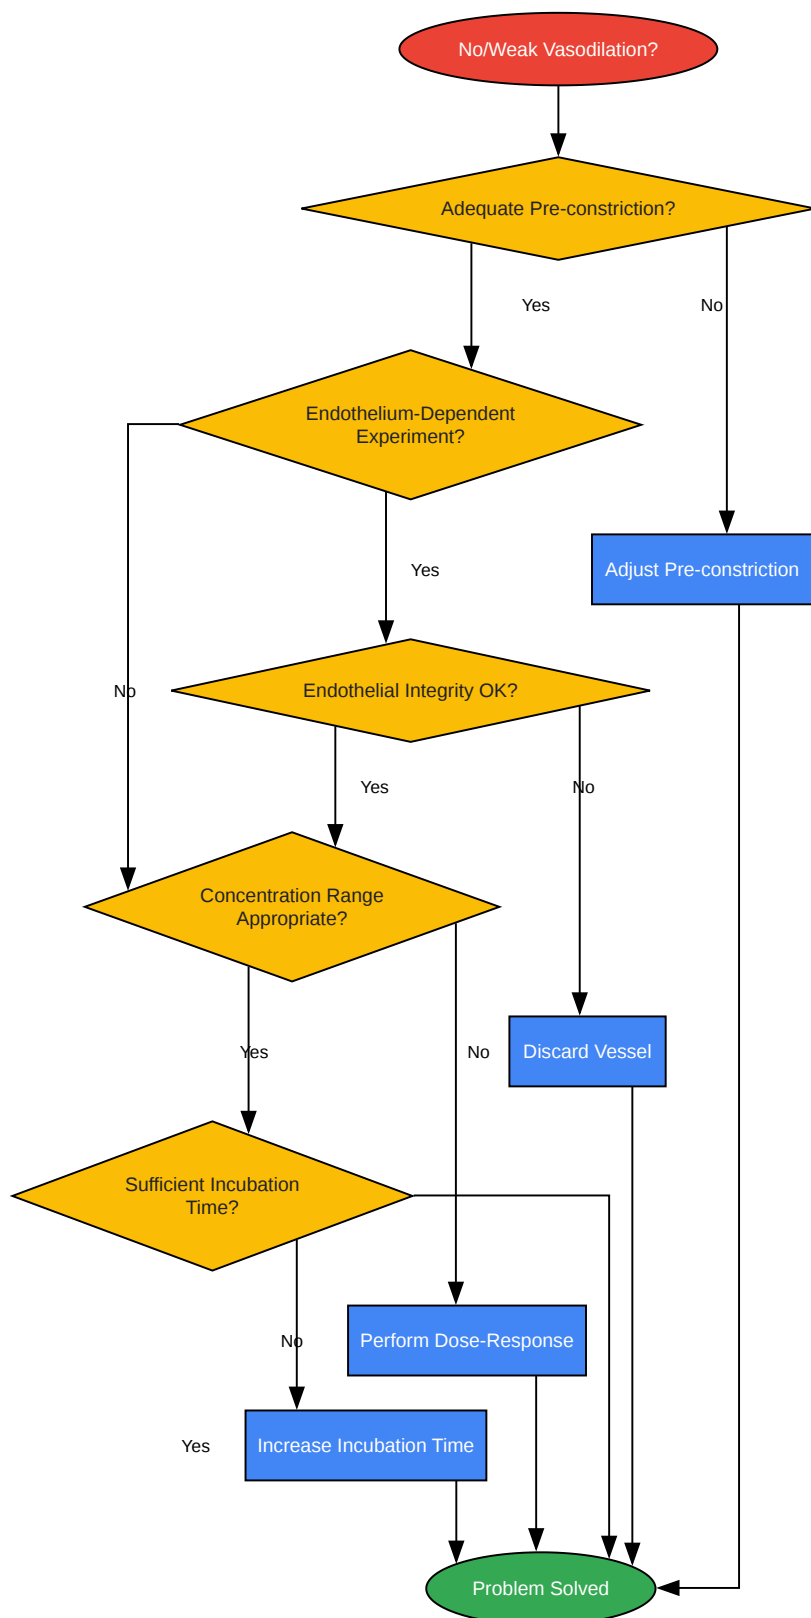 No/Weak Vasodilation?
Adequate Pre-constriction?
Yes
No
Endothelium-Dependent
Experiment?
Yes
Adjust Pre-constriction
No
Endothelial Integrity OK?
Yes
No
Concentration Range
Appropriate?
Yes
No
Discard Vessel
Sufficient Incubation
Time?
No
Perform Dose-Response
Yes
Increase Incubation Time
Problem Solved